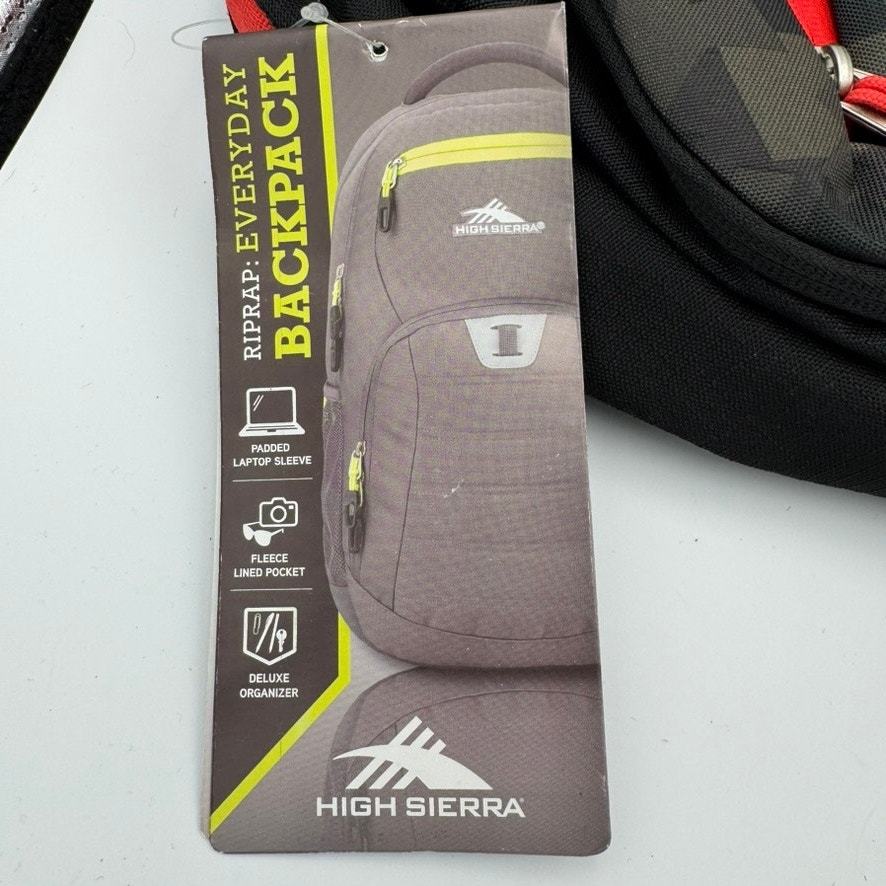 RIPRAP: EVERYDAY
BACKPACK
HIGH SIERRA®
PADDED
LAPTOP SLEEVE
FLEECE
LINED POCKET
DELUXE
ORGANIZER
HIGH SIERRA